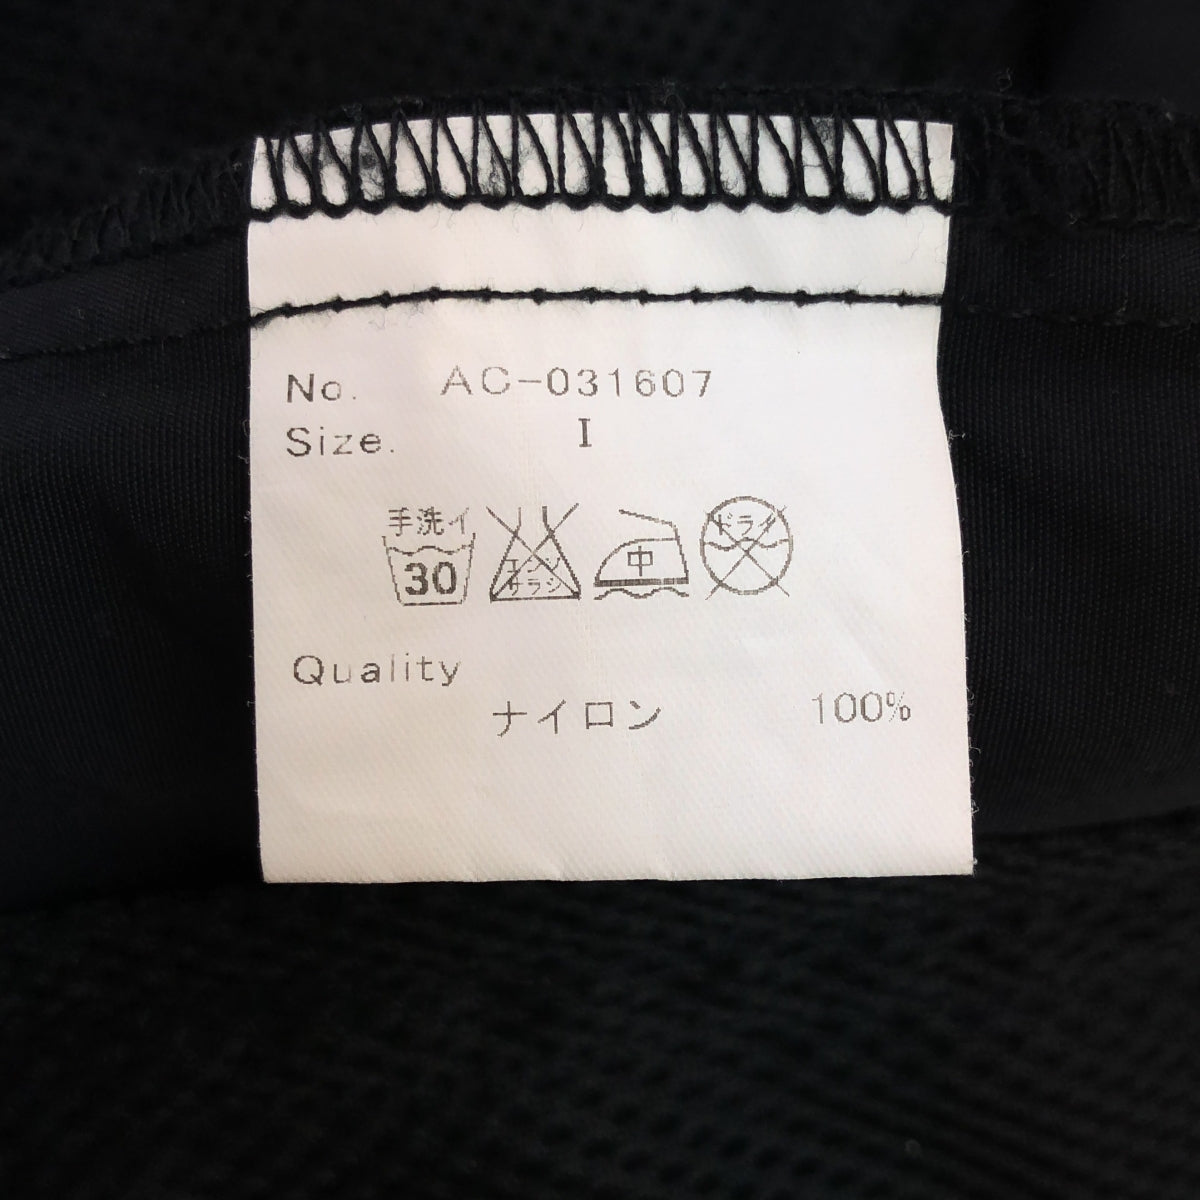 No. AC-031607
Size. I
手洗イ
30
エンソ
サラシ
中
ドライ
Quality
ナイロン 100%